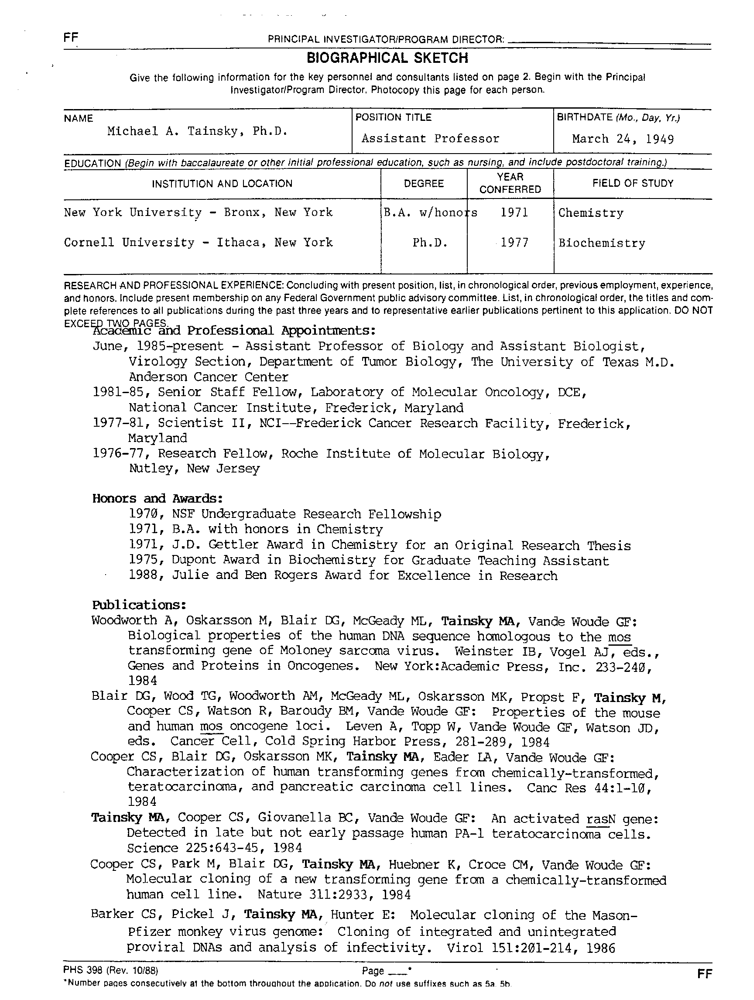 FF
PRINCIPAL INVESTIGATOR/PROGRAM DIRECTOR:
BIOGRAPHICAL SKETCH
Give the following information for the key personnel and consultants listed on page 2. Begin with the Principal
Investigator/Program Director. Photocopy this page for each person.
NAME
POSITION TITLE
BIRTHDATE (Mo., Day, Yr.)
Michael A. Tainsky, Ph.D.
Assistant Professor
March 24, 1949
EDUCATION (Begin with baccalaureate or other initial professional education, such as nursing, and include postdoctoral training.)
INSTITUTION AND LOCATION
DEGREE
YEAR
CONFERRED
FIELD OF STUDY
New York University - Bronx, New York
B.A. w/honors
1971
Chemistry
Cornell University - Ithaca, New York
Ph.D.
1977
Biochemistry
RESEARCH AND PROFESSIONAL EXPERIENCE: Concluding with present position, list, in chronological order, previous employment, experience,
and honors. Include present membership on any Federal Government public advisory committee. List, in chronological order, the titles and com-
plete references to all publications during the past three years and to representative earlier publications pertinent to this application. DO NOT
EXCEED TWO PAGES.
Academic and Professional Appointments:
June, 1985-present - Assistant Professor of Biology and Assistant Biologist,
Virology Section, Department of Tumor Biology, The University of Texas M.D.
Anderson Cancer Center
1981-85, Senior Staff Fellow, Laboratory of Molecular Oncology, DCE,
National Cancer Institute, Frederick, Maryland
1977-81, Scientist II, NCI--Frederick Cancer Research Facility, Frederick,
Maryland
1976-77, Research Fellow, Roche Institute of Molecular Biology,
Nutley, New Jersey
Honors and Awards:
1970, NSF Undergraduate Research Fellowship
1971, B.A. with honors in Chemistry
1971, J.D. Gettler Award in Chemistry for an Original Research Thesis
1975, Dupont Award in Biochemistry for Graduate Teaching Assistant
1988, Julie and Ben Rogers Award for Excellence in Research
Publications:
Woodworth A, Oskarsson M, Blair DG, McGeady ML, Tainsky MA, Vande Woude GF:
Biological properties of the human DNA sequence homologous to the mos
transforming gene of Moloney sarcoma virus. Weinster IB, Vogel AJ, eds.,
Genes and Proteins in Oncogenes. New York:Academic Press, Inc. 233-240,
1984
Blair DG, Wood TG, Woodworth AM, McGeady ML, Oskarsson MK, Propst F, Tainsky M,
Cooper CS, Watson R, Baroudy BM, Vande Woude GF: Properties of the mouse
and human mos oncogene loci. Leven A, Topp W, Vande Woude GF, Watson JD,
eds. Cancer Cell, Cold Spring Harbor Press, 281-289, 1984
Cooper CS, Blair DG, Oskarsson MK, Tainsky MA, Eader LA, Vande Woude GF:
Characterization of human transforming genes from chemically-transformed,
teratocarcinoma, and pancreatic carcinoma cell lines. Canc Res 44:1-10,
1984
Tainsky MA, Cooper CS, Giovanella BC, Vande Woude GF: An activated rasN gene:
Detected in late but not early passage human PA-1 teratocarcinoma cells.
Science 225:643-45, 1984
Cooper CS, Park M, Blair DG, Tainsky MA, Huebner K, Croce CM, Vande Woude GF:
Molecular cloning of a new transforming gene from a chemically-transformed
human cell line. Nature 311:2933, 1984
Barker CS, Pickel J, Tainsky MA, Hunter E: Molecular cloning of the Mason-
Pfizer monkey virus genome: Cloning of integrated and unintegrated
proviral DNAs and analysis of infectivity. Virol 151:201-214, 1986
PHS 398 (Rev. 10/88)
Page ___*
FF
*Number pages consecutively at the bottom throughout the application. Do not use suffixes such as 5a, 5b.